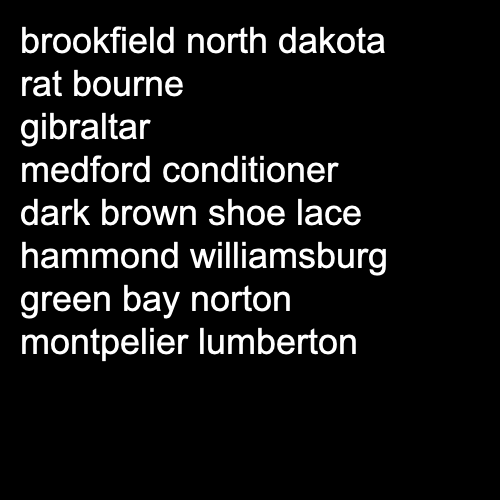 brookfield north dakota
rat bourne
gibraltar
medford conditioner
dark brown shoe lace
hammond williamsburg
green bay norton
montpelier lumberton